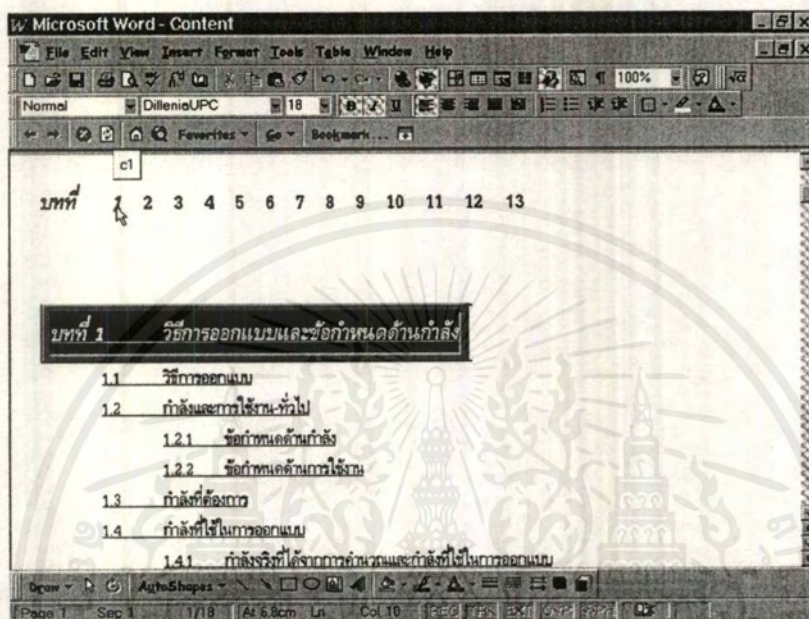 Microsoft Word - Content
File Edit View Insert Format Tools Table Window Help
100%
Normal DilleniaUPC 18 B I U
Favorites Go Bookmark...
c1
บทที่ 1 2 3 4 5 6 7 8 9 10 11 12 13
บทที่ 1 วิธีการออกแบบและข้อกำหนดด้านกำลัง
1.1 วิธีการออกแบบ
1.2 กำลังและการใช้งาน-ทั่วไป
1.2.1 ข้อกำหนดด้านกำลัง
1.2.2 ข้อกำหนดด้านการใช้งาน
1.3 กำลังที่ต้องการ
1.4 กำลังที่ใช้ในการออกแบบ
1.4.1 กำลังจริงที่ได้จากการคำนวณและกำลังที่ใช้ในการออกแบบ
Draw AutoShapes
Page 1 Sec 1 1/18 At 6.8cm Ln Col 10 REC TRK EXT OVR WPH